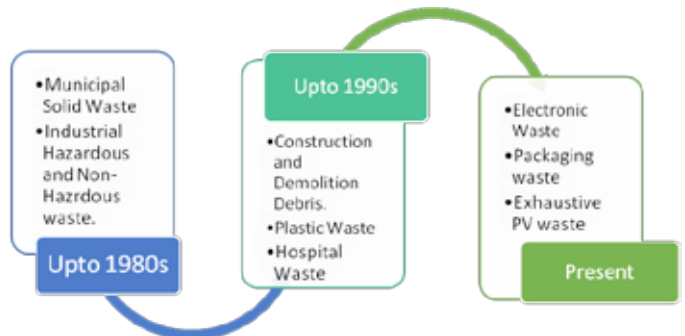 •Municipal
Solid Waste
•Industrial
Hazardous
and Non-
Hazrdous
waste.
Upto 1980s
Upto 1990s
•Construction
and
Demolition
Debris.
•Plastic Waste
•Hospital
Waste
•Electronic
Waste
•Packaging
waste
•Exhaustive
PV waste
Present